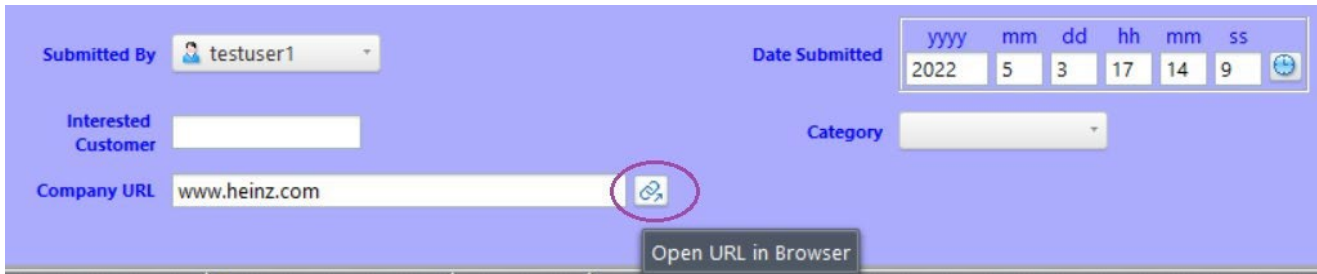 Submitted By testuser1
Date Submitted
yyyy mm dd hh mm ss
2022 5 3 17 14 9
Interested
Customer
Category
Company URL www.heinz.com
Open URL in Browser